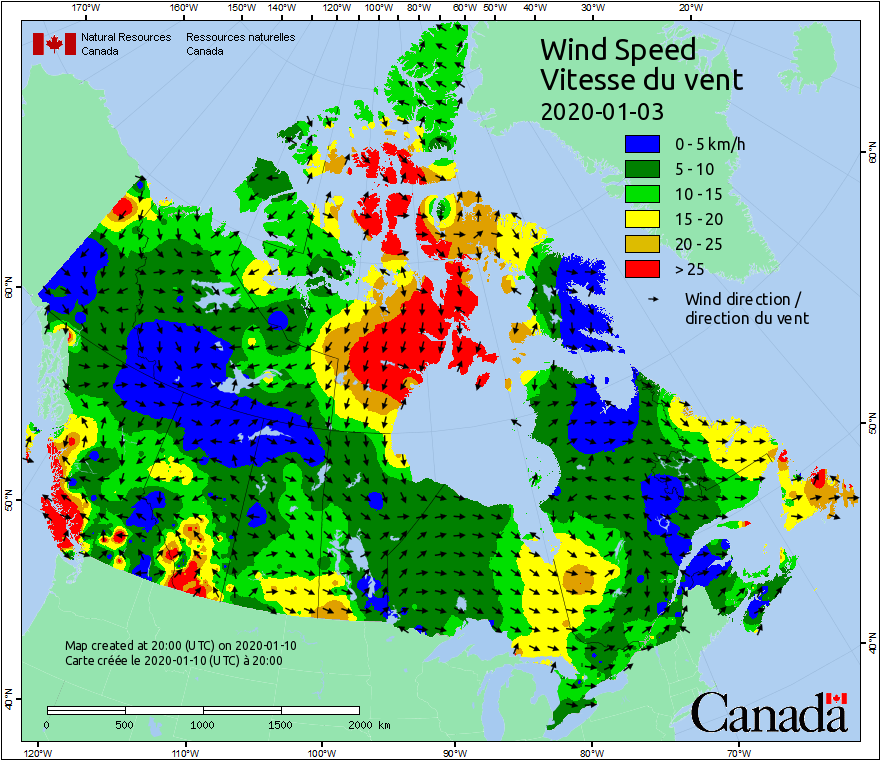 170°W 160°W 150°W 140°W 120°W 100°W 80°W 60°W 50°W 40°W 30°W 20°W
Natural Resources Ressources naturelles
Canada Canada
Wind Speed
Vitesse du vent
2020-01-03
0 - 5 km/h
5 - 10
10 - 15
15 - 20
20 - 25
> 25
Wind direction /
direction du vent
60°N
60°N
50°N
50°N
40°N
40°N
Map created at 20:00 (UTC) on 2020-01-10
Carte créée le 2020-01-10 (UTC) à 20:00
0 500 1000 1500 2000 km
Canada
120°W 110°W 100°W 90°W 80°W 70°W